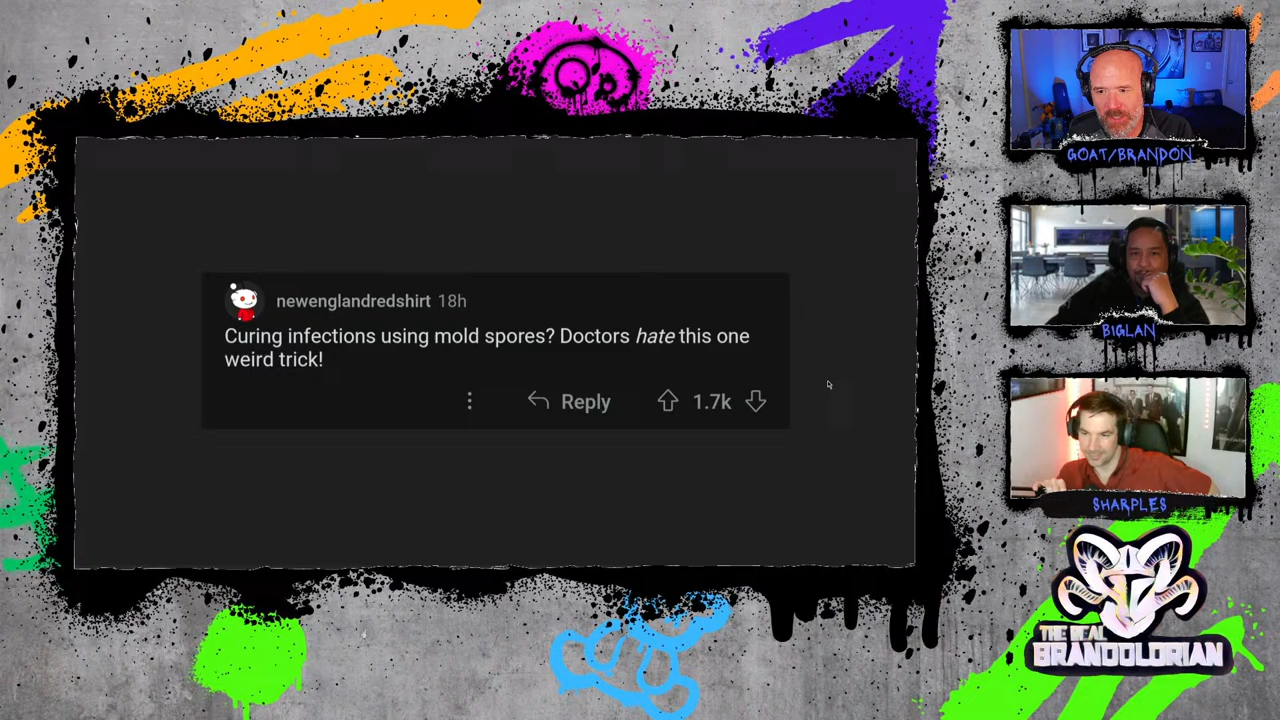 newenglandredshirt 18h
Curing infections using mold spores? Doctors hate this one
weird trick!
Reply
1.7k
GOAT/BRANDON
BIGLAN
SHARPLES
THE REAL
BRANDOLORIAN